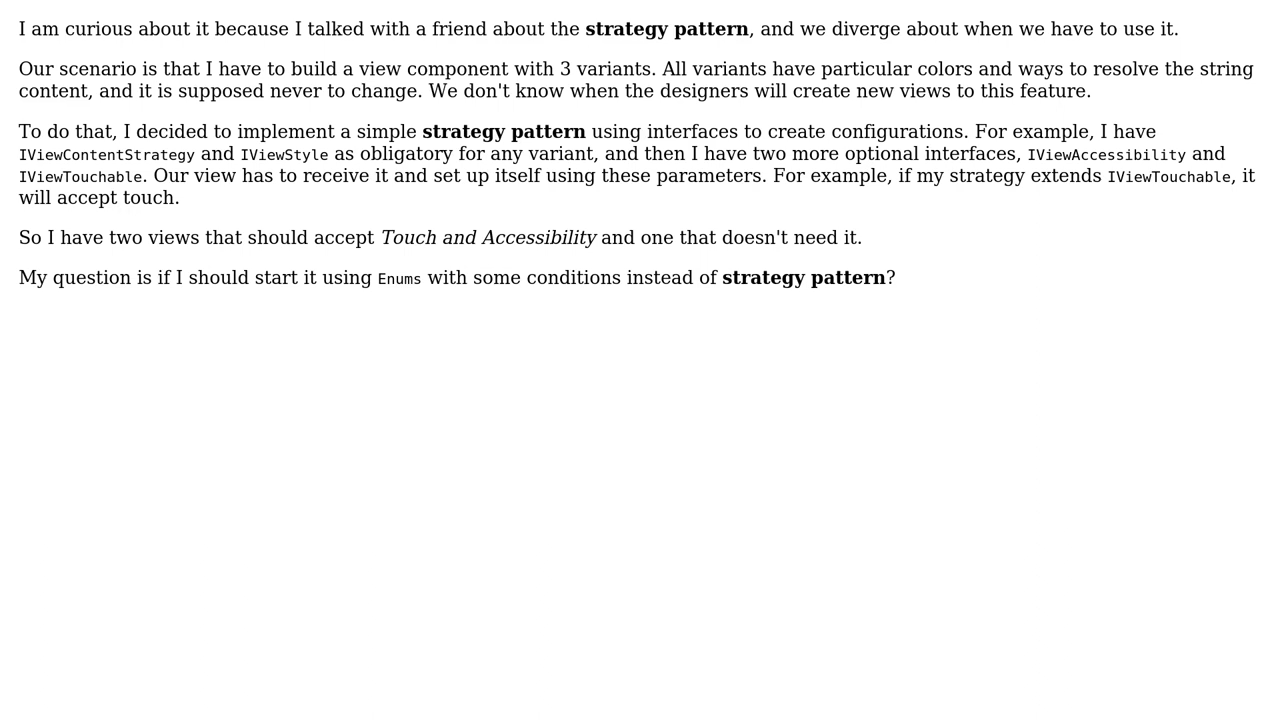 I am curious about it because I talked with a friend about the strategy pattern, and we diverge about when we have to use it.
Our scenario is that I have to build a view component with 3 variants. All variants have particular colors and ways to resolve the string
content, and it is supposed never to change. We don't know when the designers will create new views to this feature.
To do that, I decided to implement a simple strategy pattern using interfaces to create configurations. For example, I have
IViewContentStrategy and IViewStyle as obligatory for any variant, and then I have two more optional interfaces, IViewAccessibility and
IViewTouchable. Our view has to receive it and set up itself using these parameters. For example, if my strategy extends IViewTouchable, it
will accept touch.
So I have two views that should accept Touch and Accessibility and one that doesn't need it.
My question is if I should start it using Enums with some conditions instead of strategy pattern?